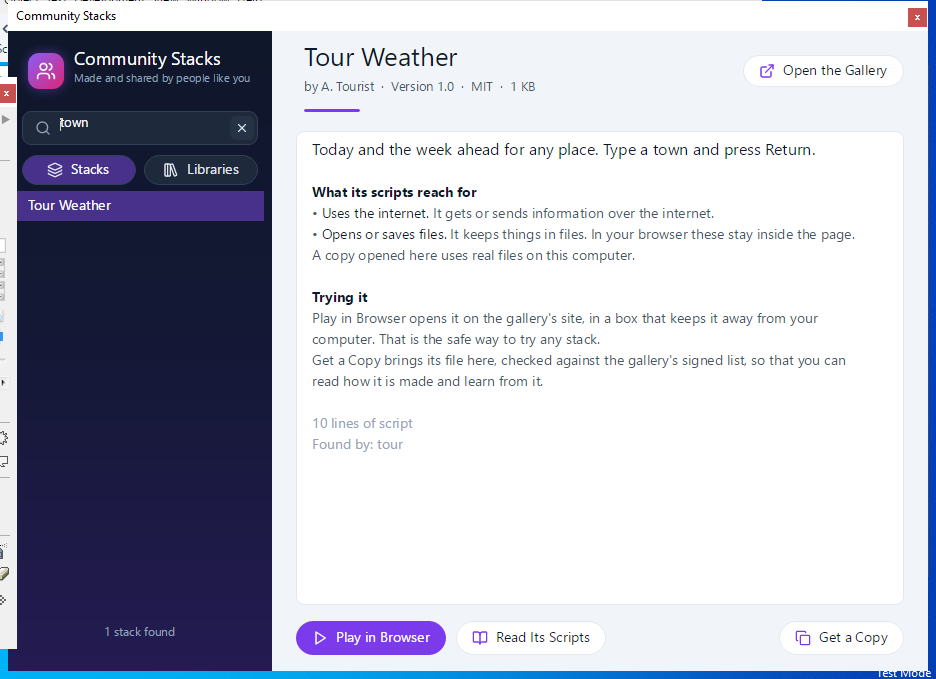 Community Stacks
Community Stacks
Made and shared by people like you
town
Stacks
Libraries
Tour Weather
1 stack found
Tour Weather
by A. Tourist · Version 1.0 · MIT · 1 KB
Open the Gallery
Today and the week ahead for any place. Type a town and press Return.
What its scripts reach for
• Uses the internet. It gets or sends information over the internet.
• Opens or saves files. It keeps things in files. In your browser these stay inside the page.
A copy opened here uses real files on this computer.
Trying it
Play in Browser opens it on the gallery's site, in a box that keeps it away from your
computer. That is the safe way to try any stack.
Get a Copy brings its file here, checked against the gallery's signed list, so that you can
read how it is made and learn from it.
10 lines of script
Found by: tour
Play in Browser
Read Its Scripts
Get a Copy
Test Mode